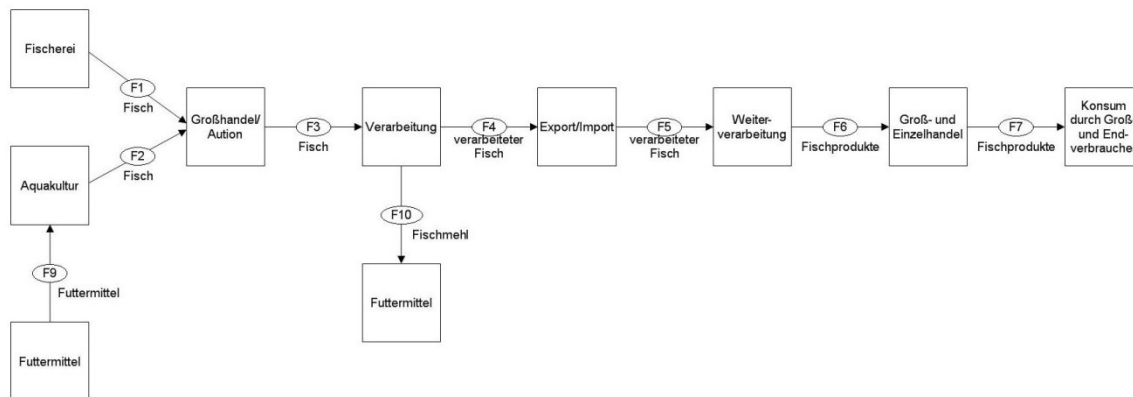 Fischerei
F1
Fisch
Großhandel/
Aution
F3
Fisch
Verarbeitung
F4
verarbeiteter
Fisch
Export/Import
F5
verarbeiteter
Fisch
Weiter-
verarbeitung
F6
Fischprodukte
Groß- und
Einzelhandel
F7
Fischprodukte
Konsum
durch Groß
und End-
verbrauche
F2
Fisch
Aquakultur
F10
Fischmehl
F9
Futtermittel
Futtermittel
Futtermittel